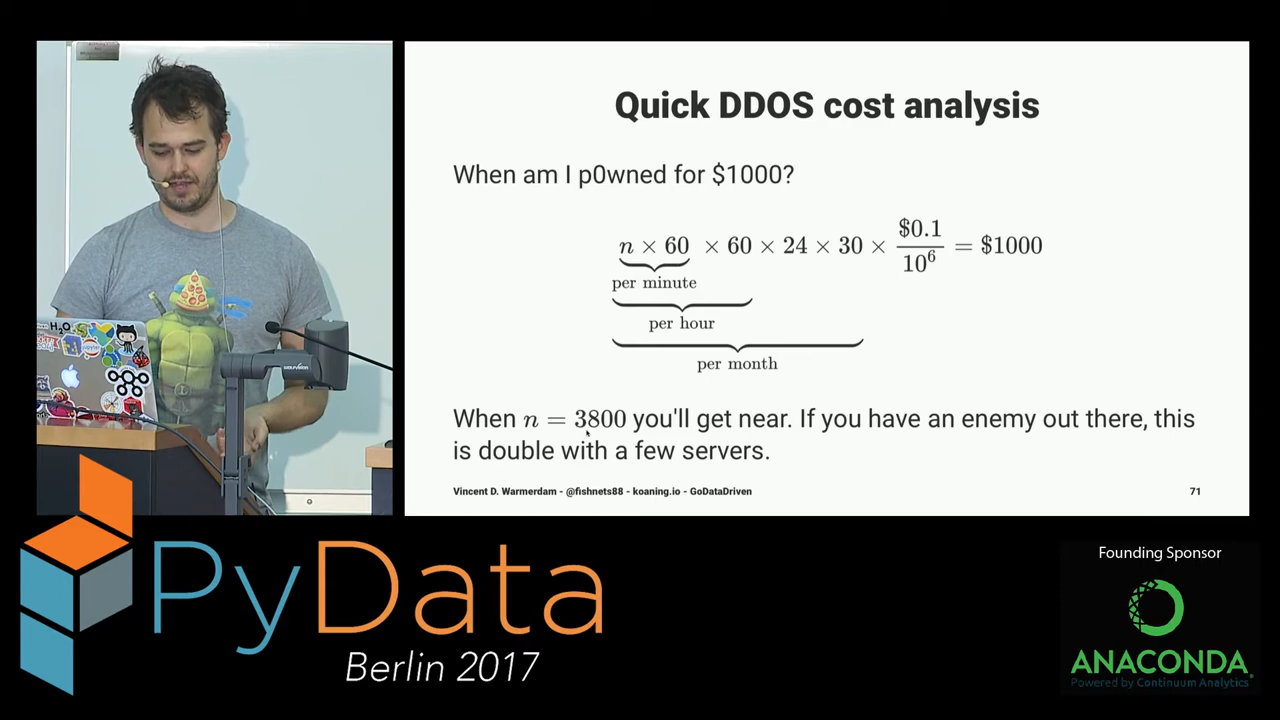 Quick DDOS cost analysis
When am I p0wned for $1000?
n × 60 × 60 × 24 × 30 × $0.1 / 10^6 = $1000
per minute
per hour
per month
When n = 3800 you'll get near. If you have an enemy out there, this
is double with a few servers.
Vincent D. Warmerdam - @fishnets88 - koaning.io - GoDataDriven
71
H2O
PyData
Berlin 2017
Founding Sponsor
ANACONDA
Powered by Continuum Analytics